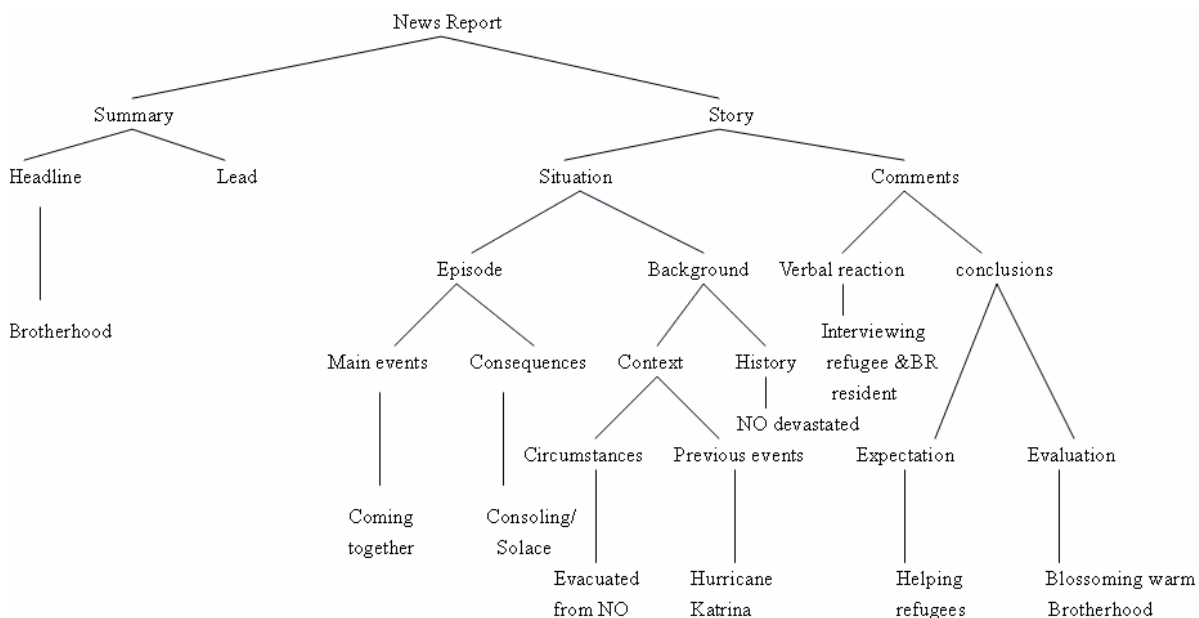 News Report
Summary
Story
Headline
Lead
Situation
Comments
Episode
Background
Verbal reaction
conclusions
Brotherhood
Interviewing
Main events
Consequences
Context
History
refugee &BR
resident
NO devastated
Circumstances
Previous events
Expectation
Evaluation
Coming
together
Consoling/
Solace
Evacuated
from NO
Hurricane
Katrina
Helping
refugees
Blossoming warm
Brotherhood